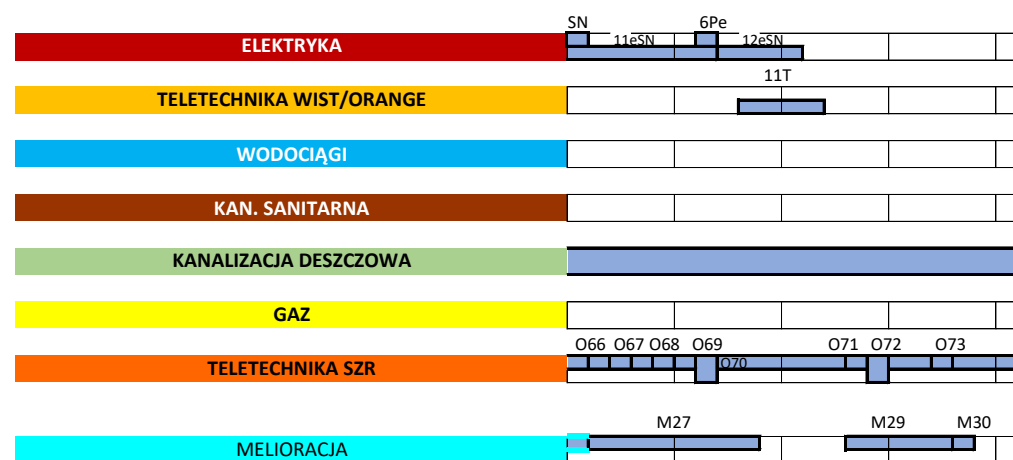 SN 6Pe
ELEKTRYKA 11eSN 12eSN
11T
TELETECHNIKA WIST/ORANGE
WODOCIĄGI
KAN. SANITARNA
KANALIZACJA DESZCZOWA
GAZ
O66 O67 O68 O69 O71 O72 O73
TELETECHNIKA SZR O70
M27 M29 M30
MELIORACJA